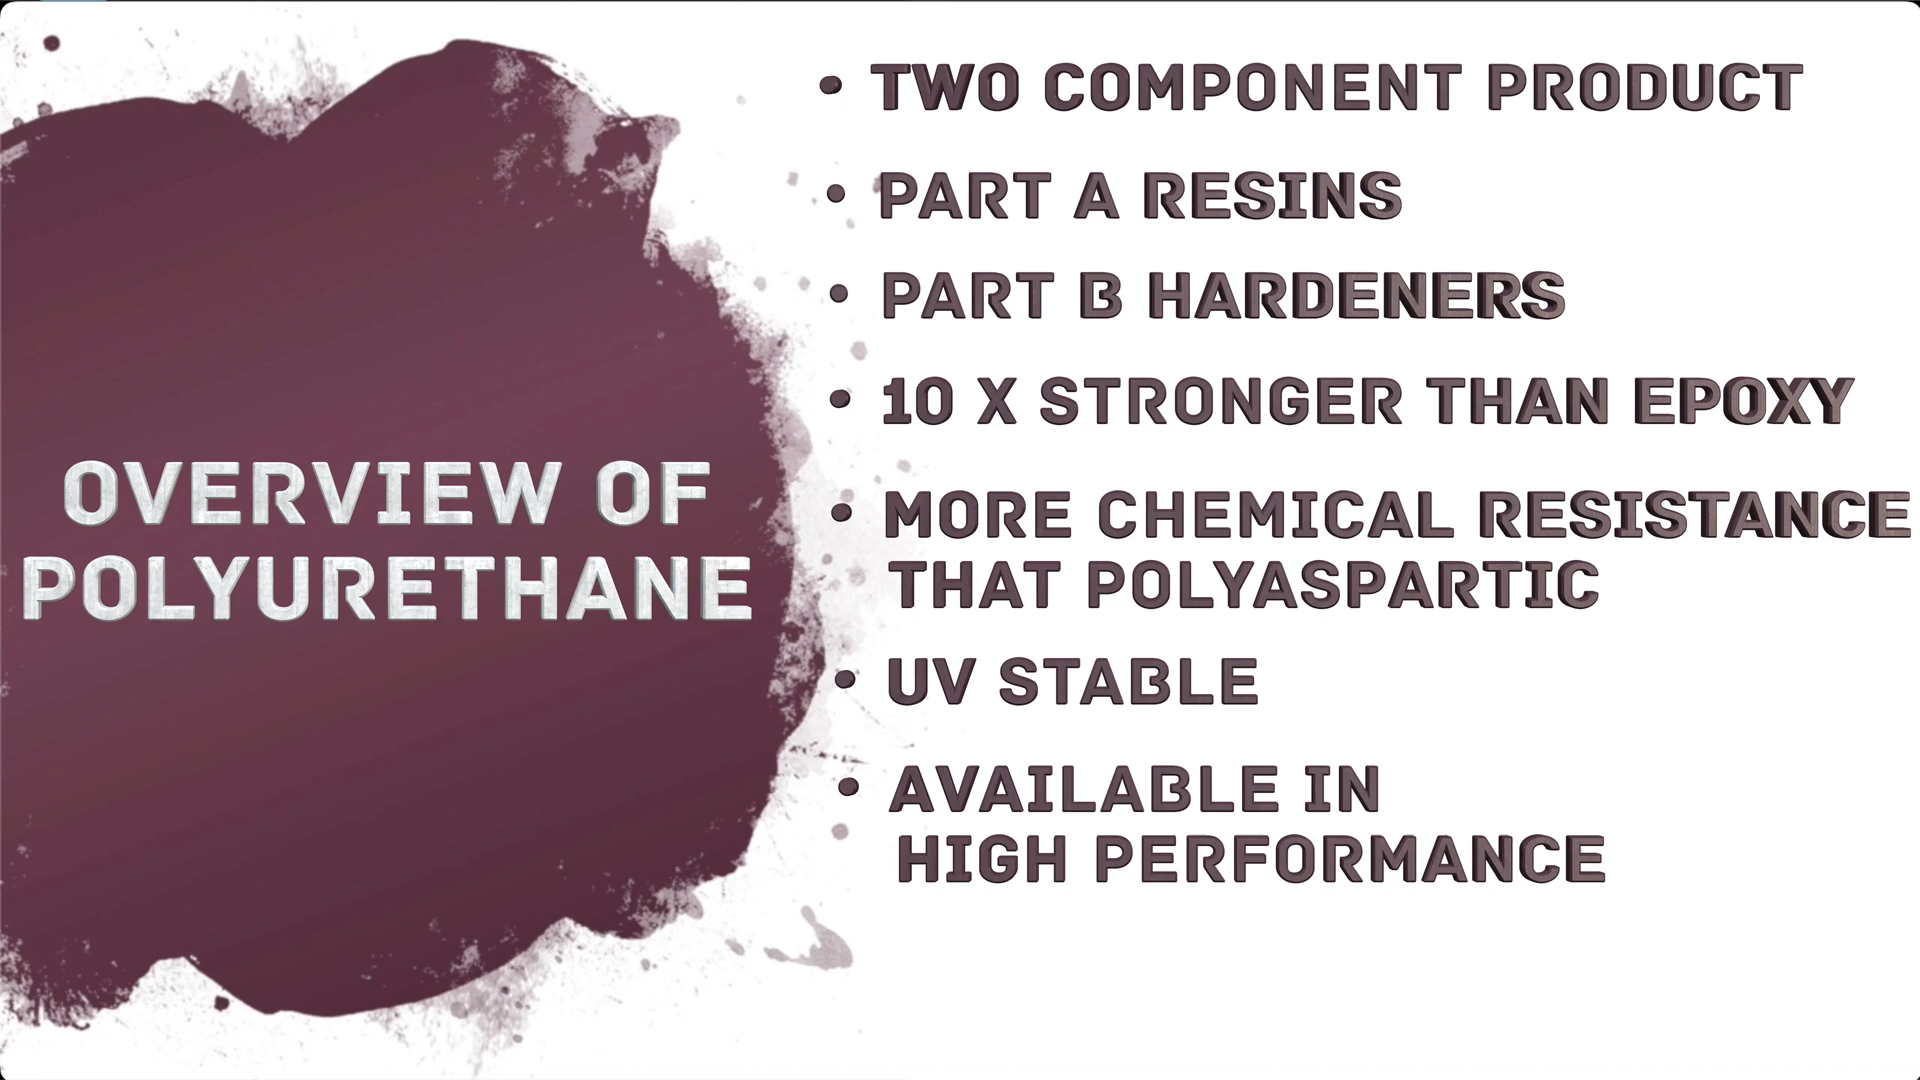 OVERVIEW OF
POLYURETHANE
• TWO COMPONENT PRODUCT
• PART A RESINS
• PART B HARDENERS
• 10 X STRONGER THAN EPOXY
• MORE CHEMICAL RESISTANCE
THAT POLYASPARTIC
• UV STABLE
• AVAILABLE IN
HIGH PERFORMANCE